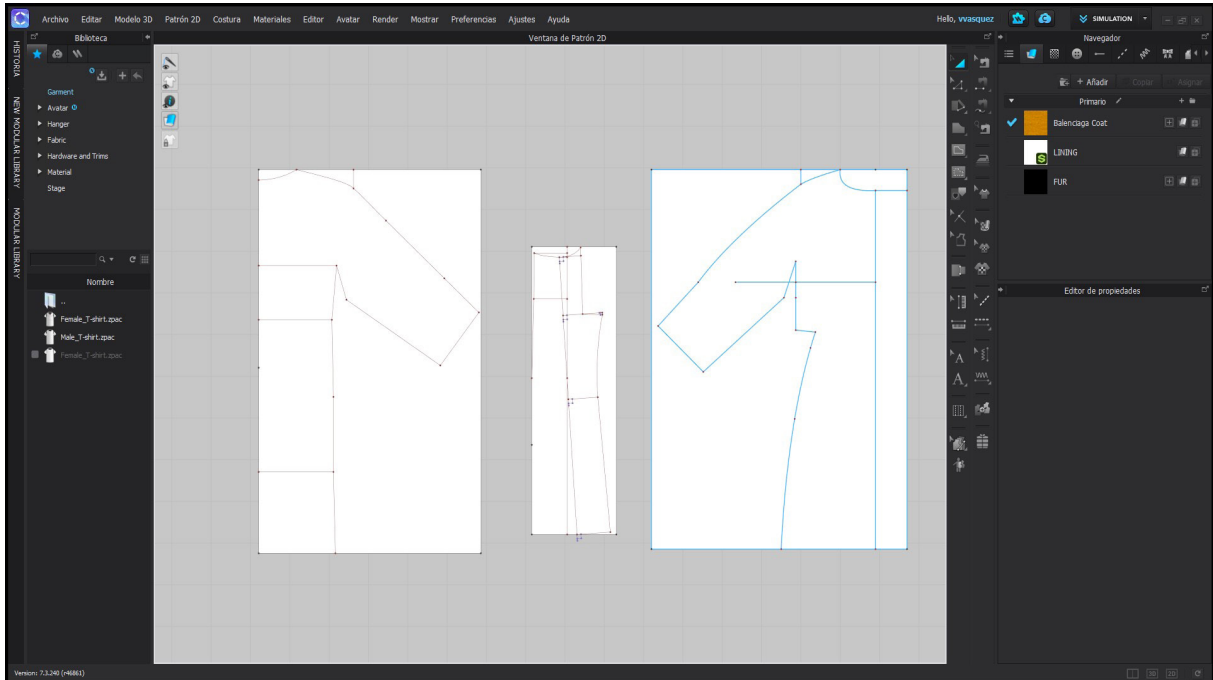 Archivo Editar Modelo 3D Patrón 2D Costura Materiales Editor Avatar Render Mostrar Preferencias Ajustes Ayuda
Hello, vvasquez
SIMULATION
HISTORIA
NEW MODULAR LIBRARY
MODULAR LIBRARY
Biblioteca
Garment
Avatar
Hanger
Fabric
Hardware and Trims
Material
Stage
Nombre
..
Female_T-shirt.zpac
Male_T-shirt.zpac
Female_T-shirt.zpac
Ventana de Patrón 2D
Navegador
+ Añadir Copiar Asignar
Primario
Balenciaga Coat
LINING
FUR
Editor de propiedades
Version: 7.3.240 (r46861)
3D 2D